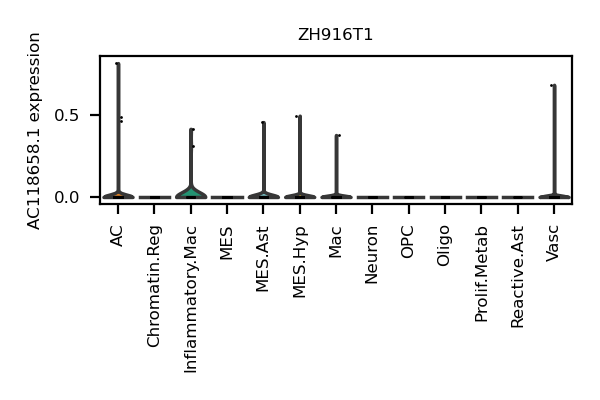 ZH916T1
AC118658.1 expression
0.5
0.0
AC
Chromatin.Reg
Inflammatory.Mac
MES
MES.Ast
MES.Hyp
Mac
Neuron
OPC
Oligo
Prolif.Metab
Reactive.Ast
Vasc